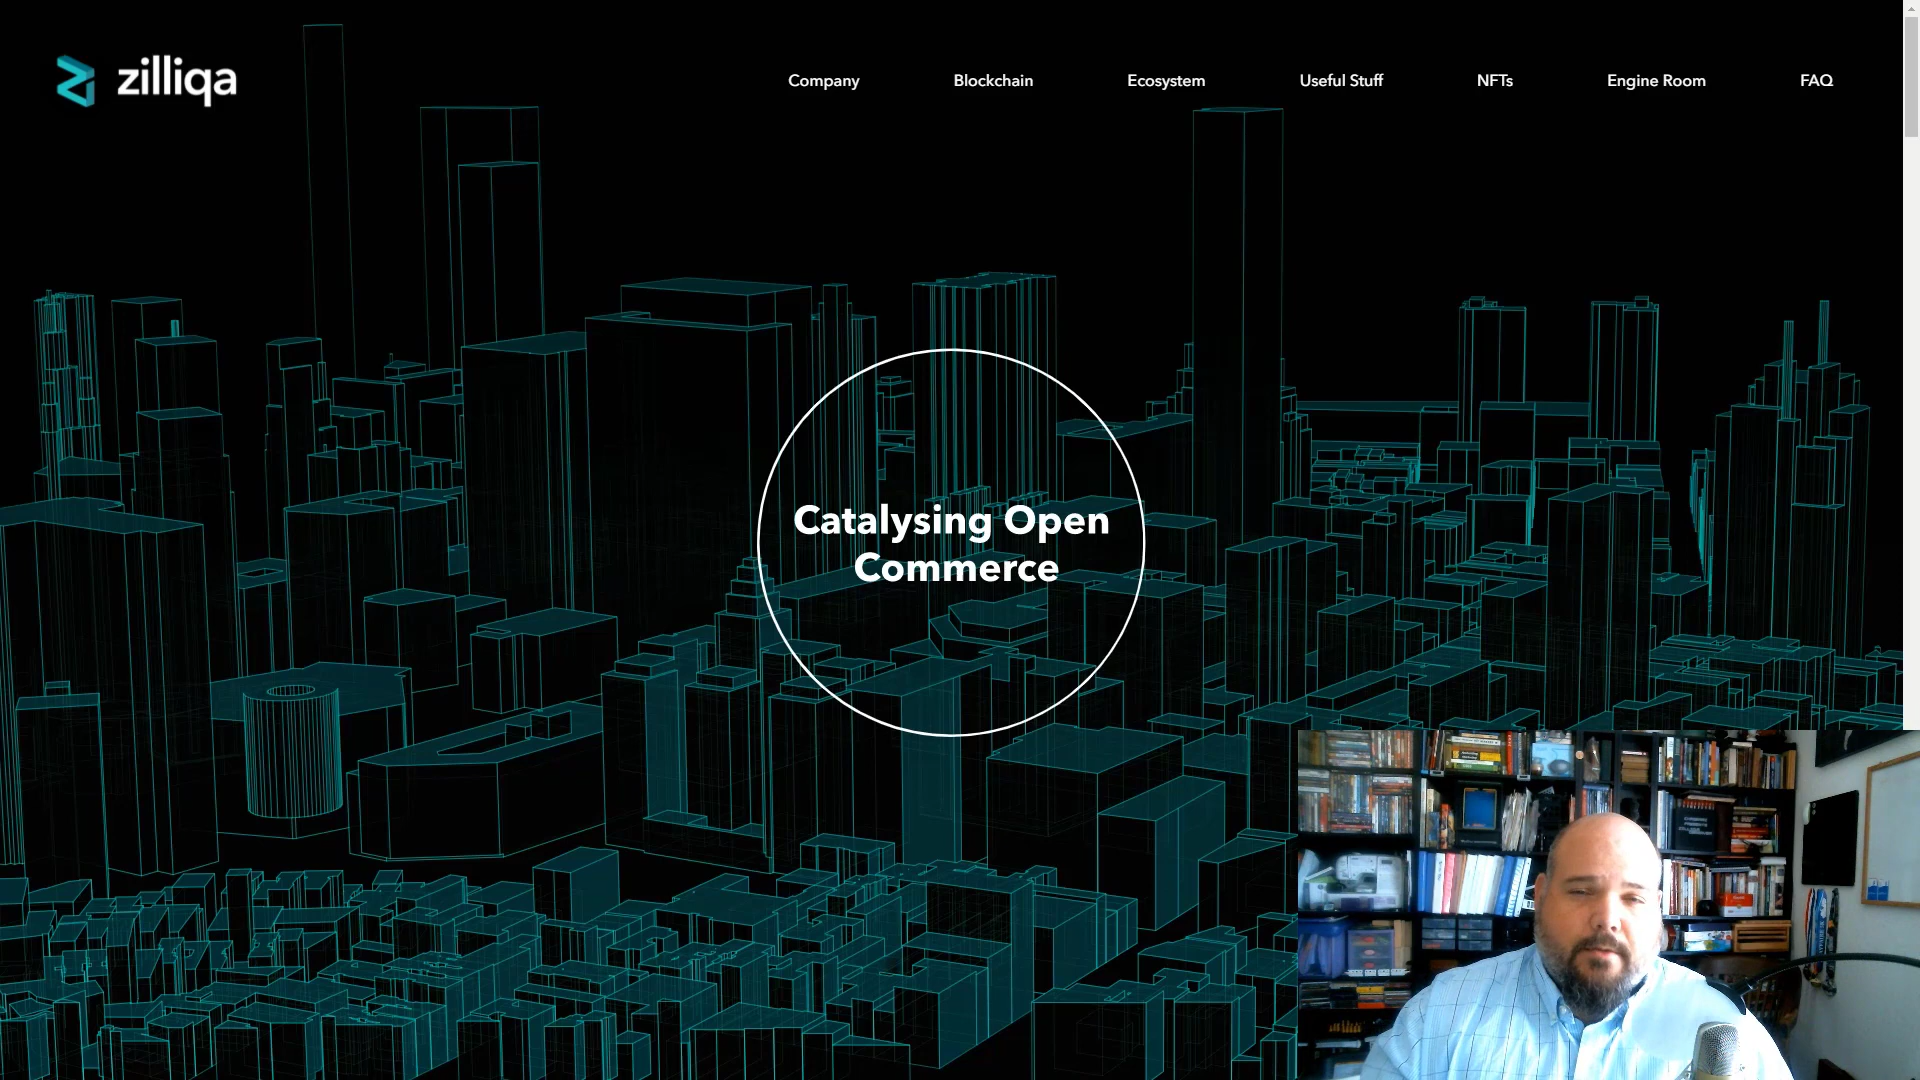 zilliqa
Company
Blockchain
Ecosystem
Useful Stuff
NFTs
Engine Room
FAQ
Catalysing Open
Commerce